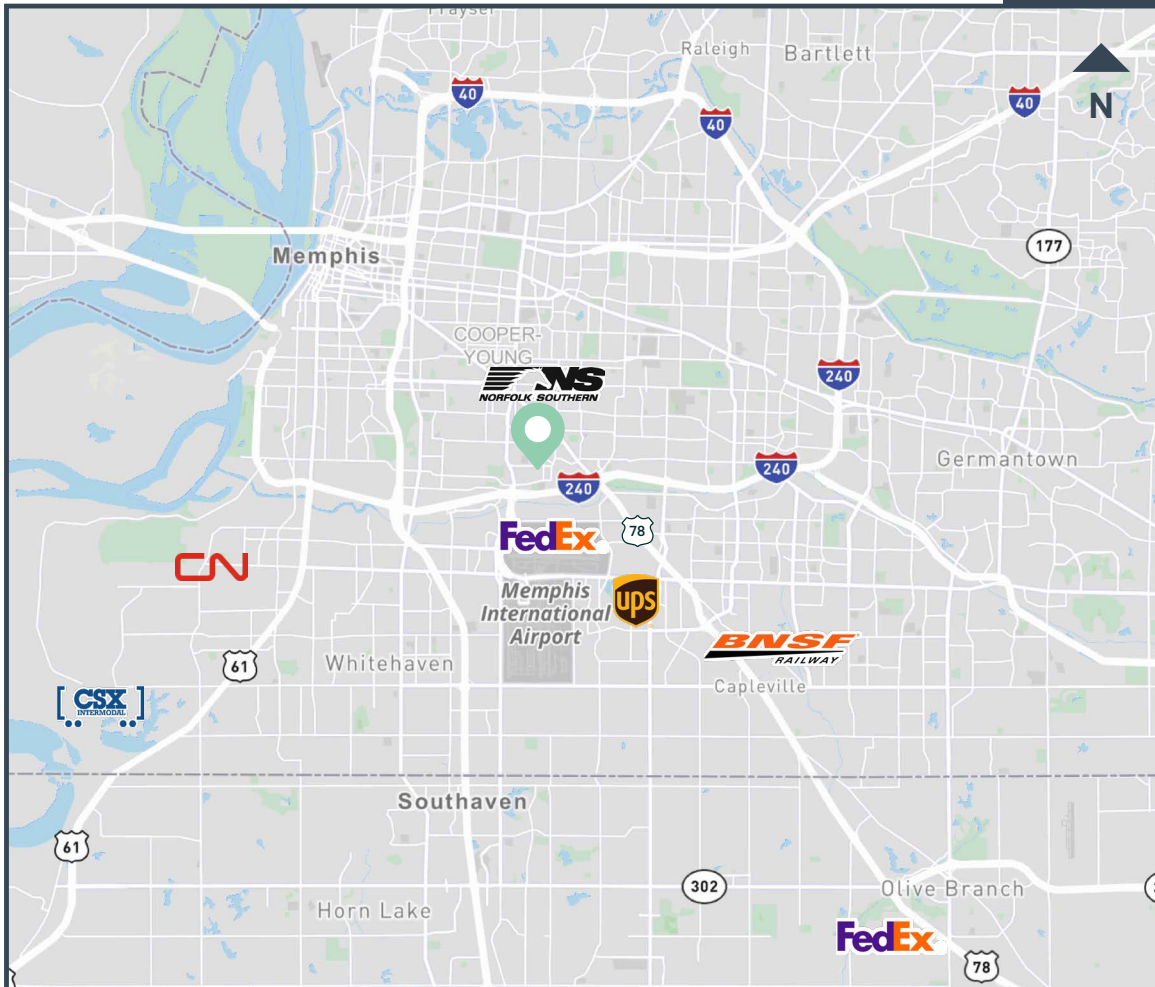 Frayser
Raleigh
Bartlett
40
40
40
N
177
Memphis
COOPER-
YOUNG
NS
NORFOLK SOUTHERN
240
Germantown
240
240
FedEx
78
CN
Memphis
International
Airport
ups
BNSF
RAILWAY
Whitehaven
61
Capleville
CSX
INTERMODAL
Southaven
61
302
Olive Branch
Horn Lake
FedEx
78